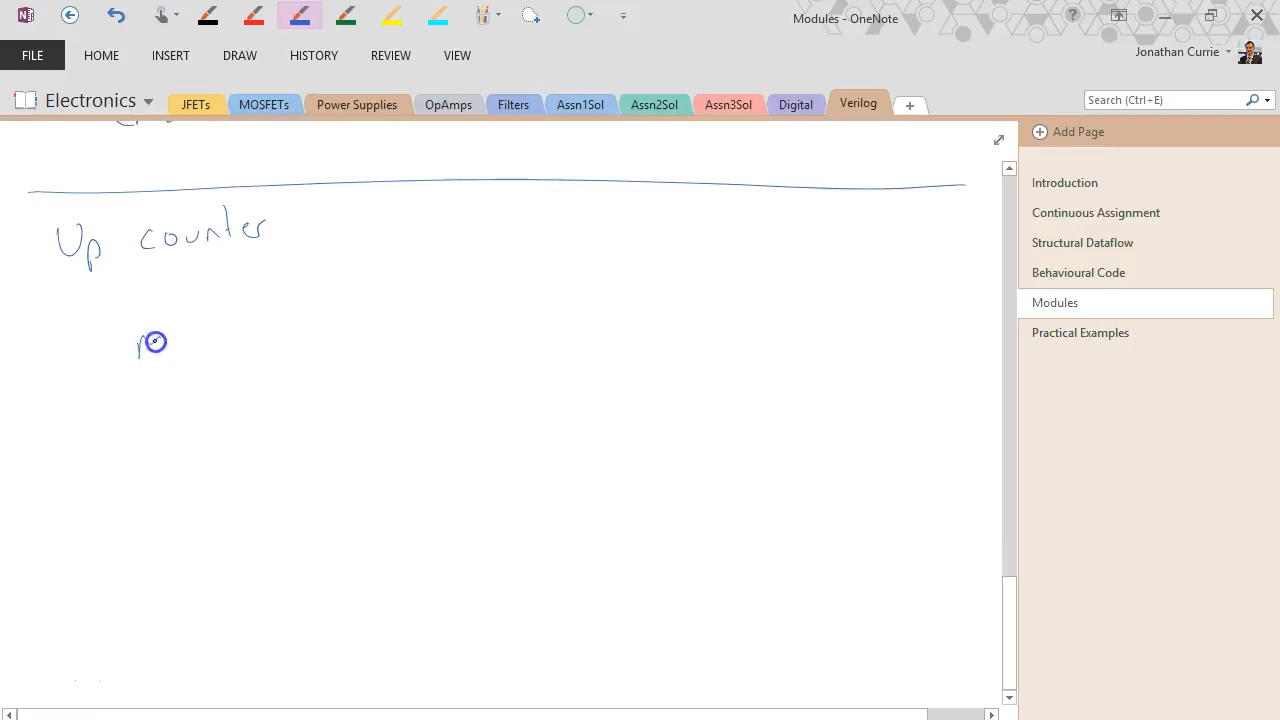 Modules - OneNote
FILE HOME INSERT DRAW HISTORY REVIEW VIEW
Jonathan Currie
Electronics JFETs MOSFETs Power Supplies OpAmps Filters Assn1Sol Assn2Sol Assn3Sol Digital Verilog
Search (Ctrl+E)
Add Page
Introduction
Continuous Assignment
Structural Dataflow
Behavioural Code
Modules
Practical Examples
Up counter